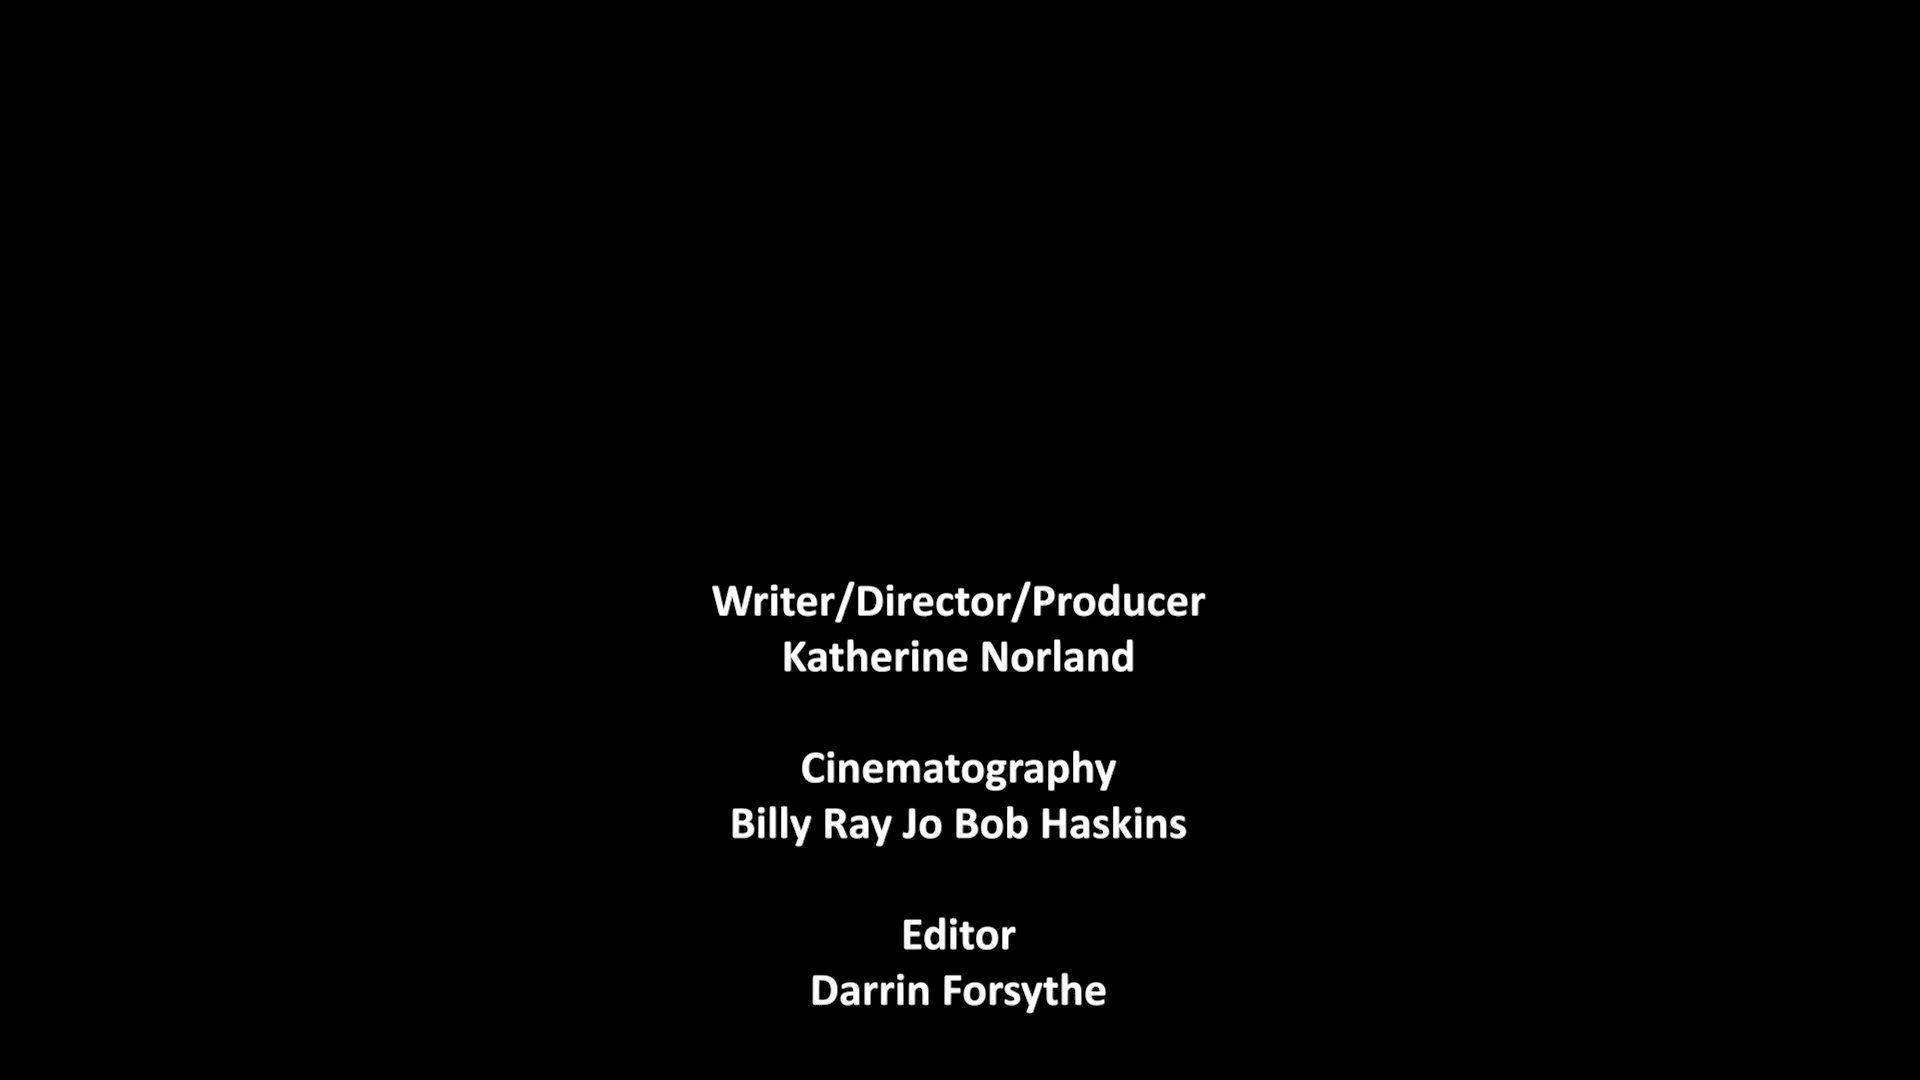 Writer/Director/Producer
Katherine Norland
Cinematography
Billy Ray Jo Bob Haskins
Editor
Darrin Forsythe